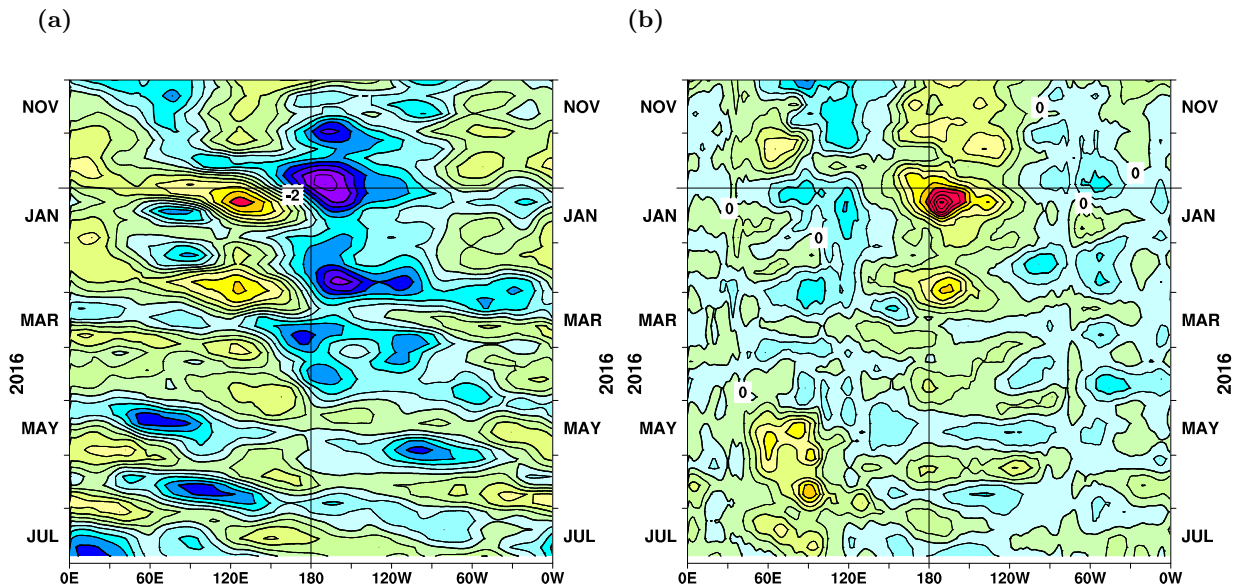 (a) (b)
NOV NOV NOV NOV
0
0
0
-2
JAN JAN JAN 0 0 JAN
0
MAR MAR MAR MAR
2016 2016 2016 2016
0
MAY MAY MAY MAY
JUL JUL JUL JUL
0E 60E 120E 180 120W 60W 0W 0E 60E 120E 180 120W 60W 0W